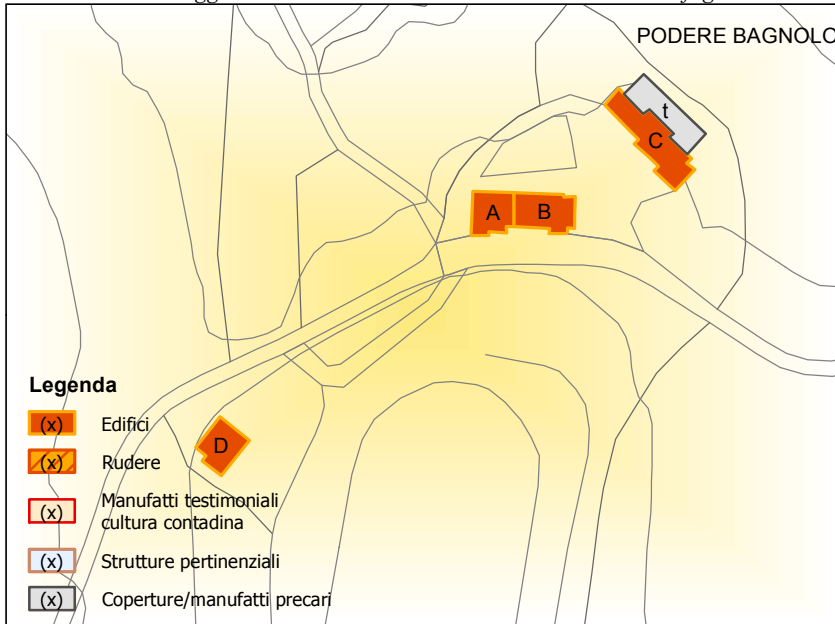 PODERE BAGNOLO
t
C
A
B
D
Legenda
(x) Edifici
(x) Rudere
(x) Manufatti testimoniali
cultura contadina
(x) Strutture pertinenziali
(x) Coperture/manufatti precari